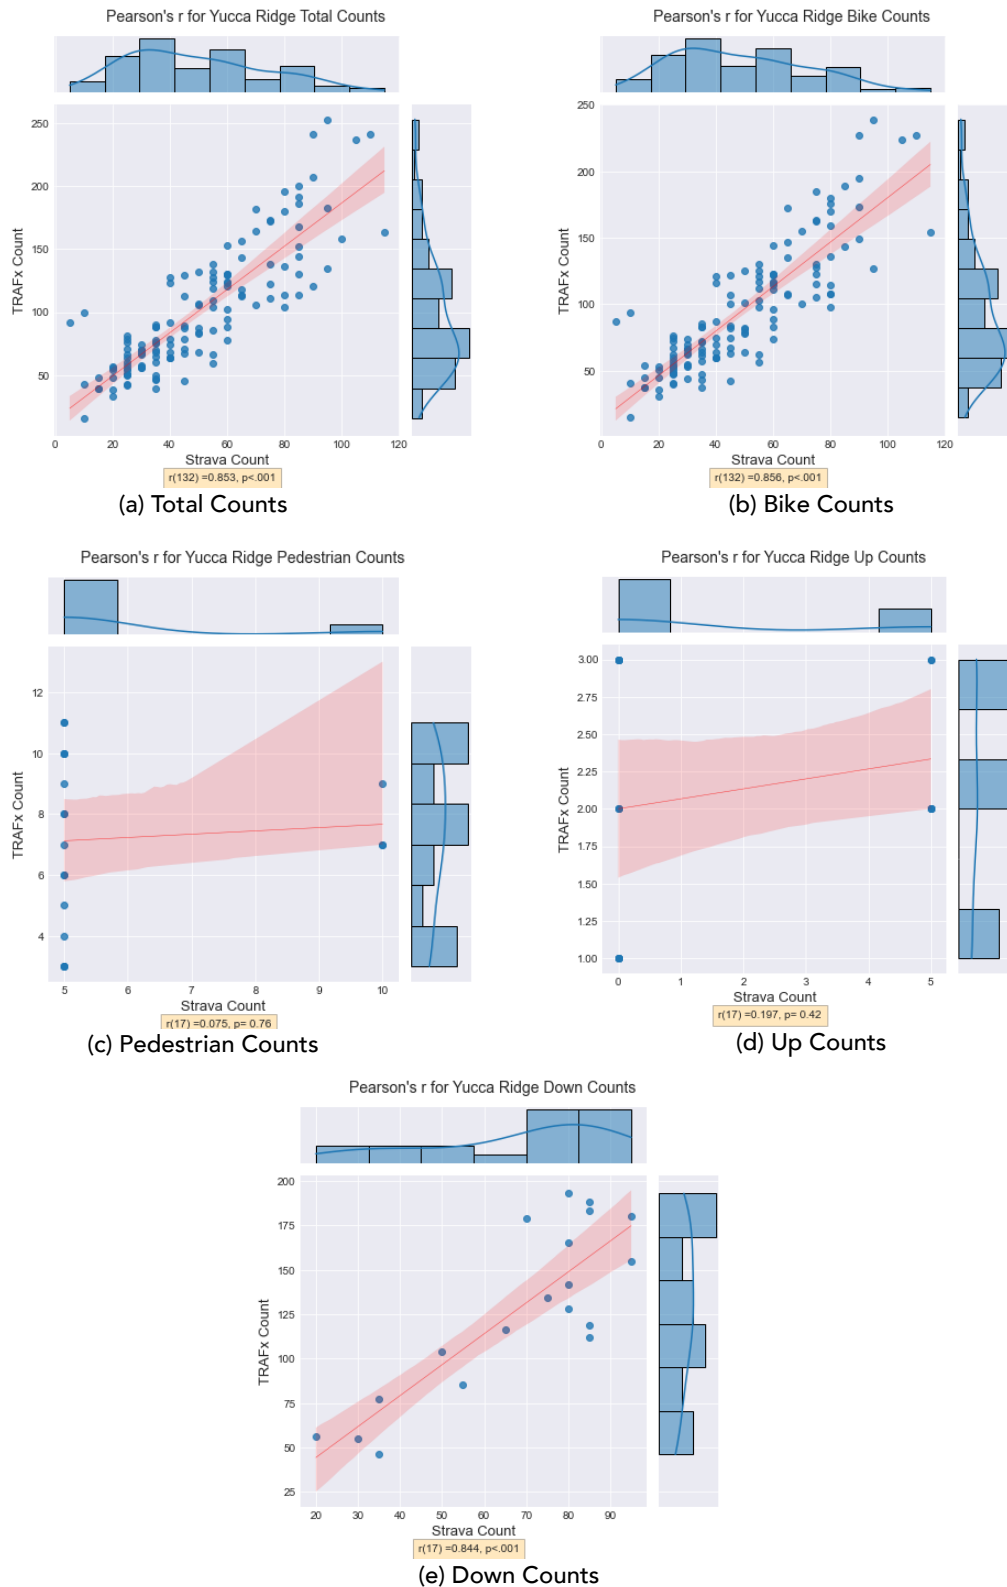 Pearson's r for Yucca Ridge Total Counts
250
200
150
100
50
TRAFx Count
0 20 40 60 80 100 120
Strava Count
r(132) =0.853, p<.001
(a) Total Counts
Pearson's r for Yucca Ridge Bike Counts
250
200
150
100
50
TRAFx Count
0 20 40 60 80 100 120
Strava Count
r(132) =0.856, p<.001
(b) Bike Counts
Pearson's r for Yucca Ridge Pedestrian Counts
12
10
8
6
4
TRAFx Count
5 6 7 8 9 10
Strava Count
r(17) =0.075, p= 0.76
(c) Pedestrian Counts
Pearson's r for Yucca Ridge Up Counts
3.00
2.75
2.50
2.25
2.00
1.75
1.50
1.25
1.00
TRAFx Count
0 1 2 3 4 5
Strava Count
r(17) =0.197, p= 0.42
(d) Up Counts
Pearson's r for Yucca Ridge Down Counts
200
175
150
125
100
75
50
25
TRAFx Count
20 30 40 50 60 70 80 90
Strava Count
r(17) =0.844, p<.001
(e) Down Counts